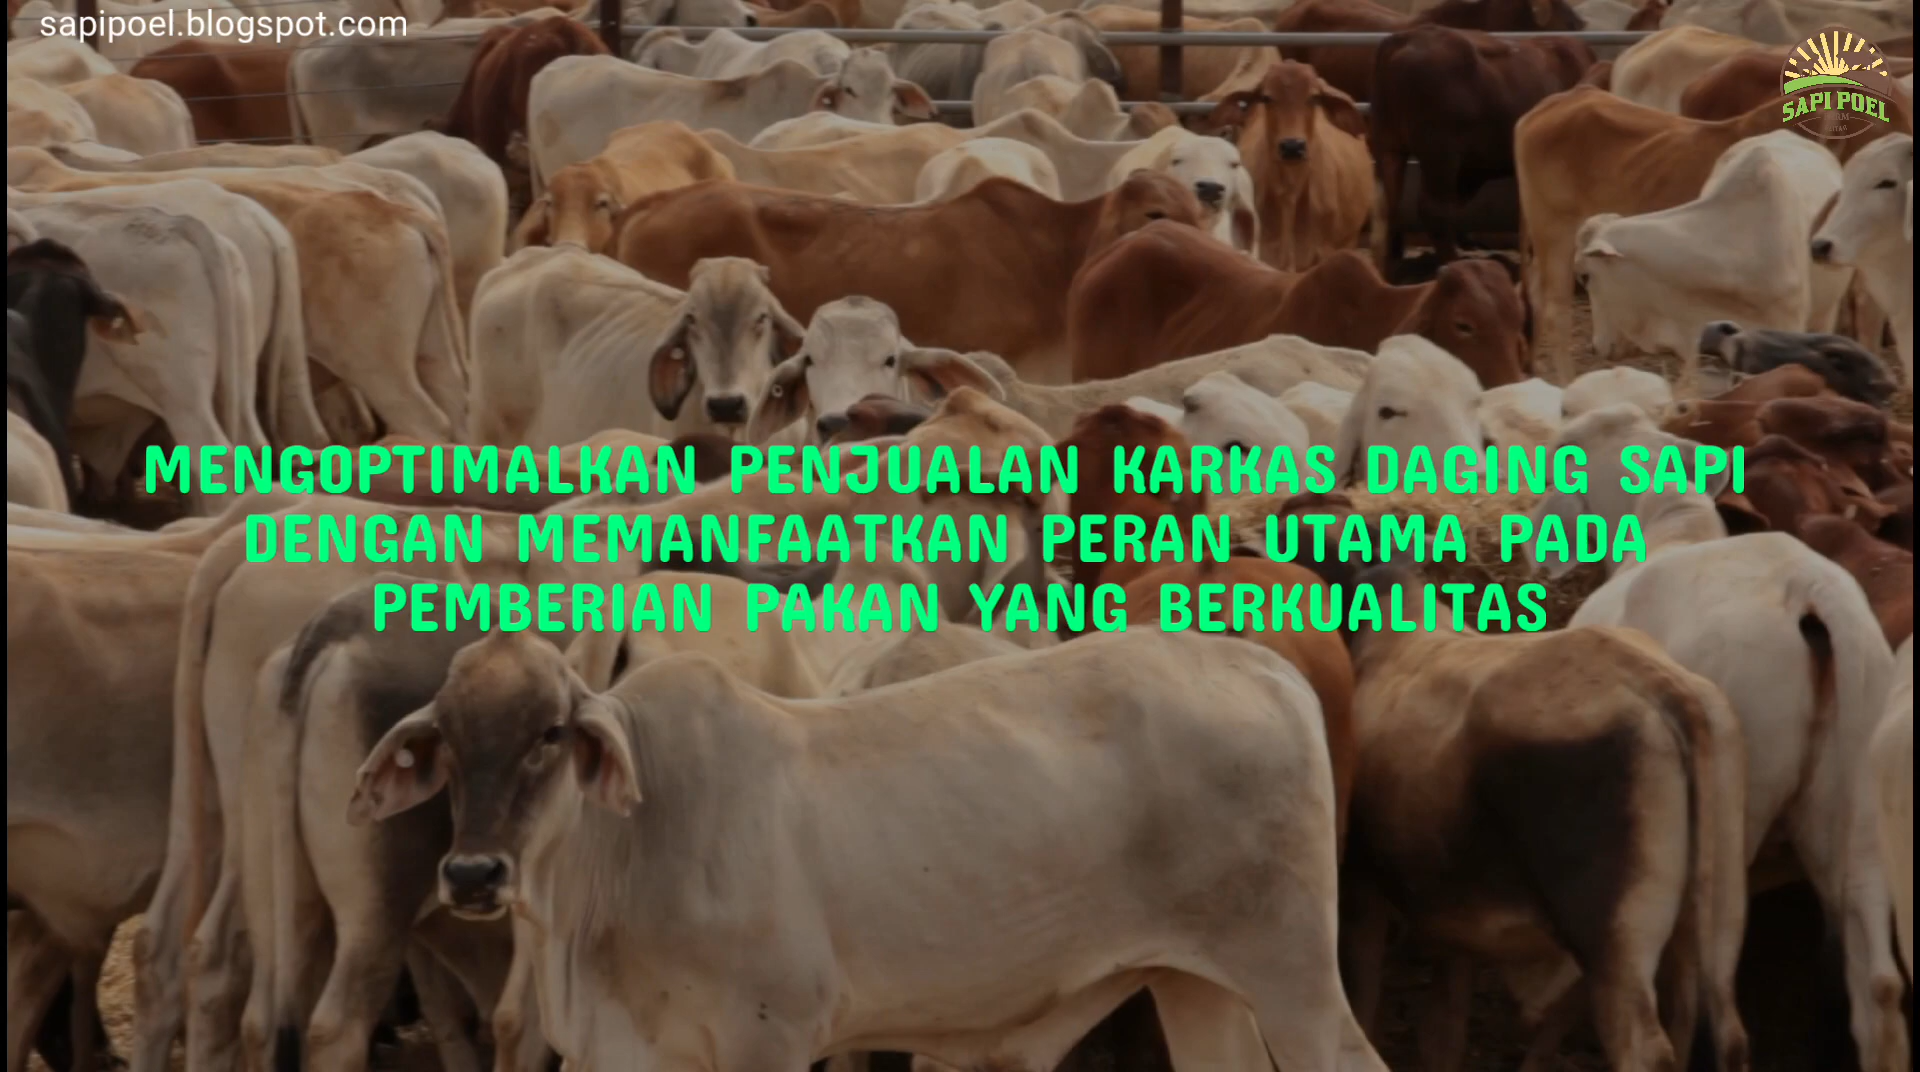 sapipoel.blogspot.com
SAPI POEL
MENGOPTIMALKAN PENJUALAN KARKAS DAGING SAPI
DENGAN MEMANFAATKAN PERAN UTAMA PADA
PEMBERIAN PAKAN YANG BERKUALITAS